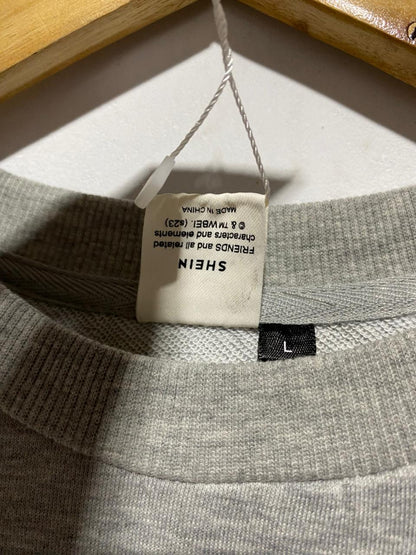 SHEIN
FRIENDS and all related
characters and elements
© & TM WBEI. (s23)
MADE IN CHINA
L